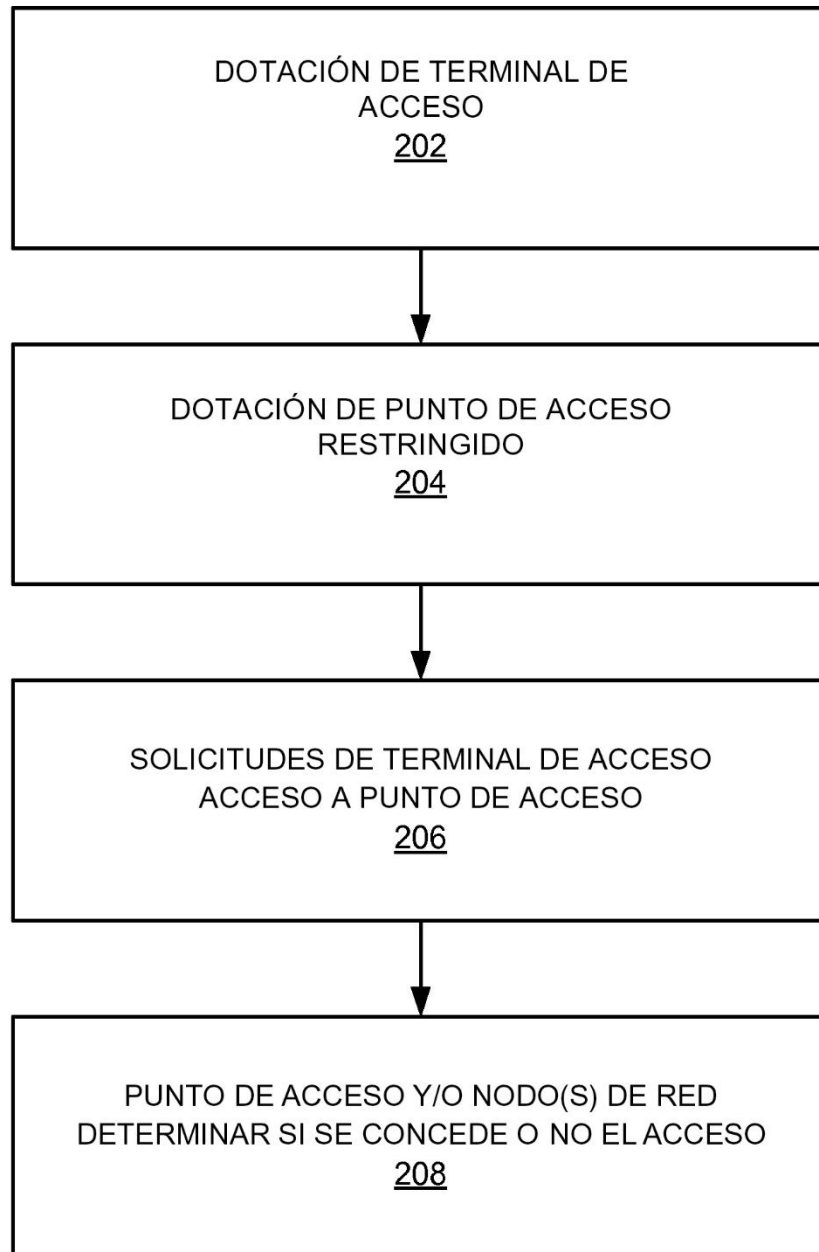 DOTACIÓN DE TERMINAL DE
ACCESO
202
DOTACIÓN DE PUNTO DE ACCESO
RESTRINGIDO
204
SOLICITUDES DE TERMINAL DE ACCESO
ACCESO A PUNTO DE ACCESO
206
PUNTO DE ACCESO Y/O NODO(S) DE RED
DETERMINAR SI SE CONCEDE O NO EL ACCESO
208